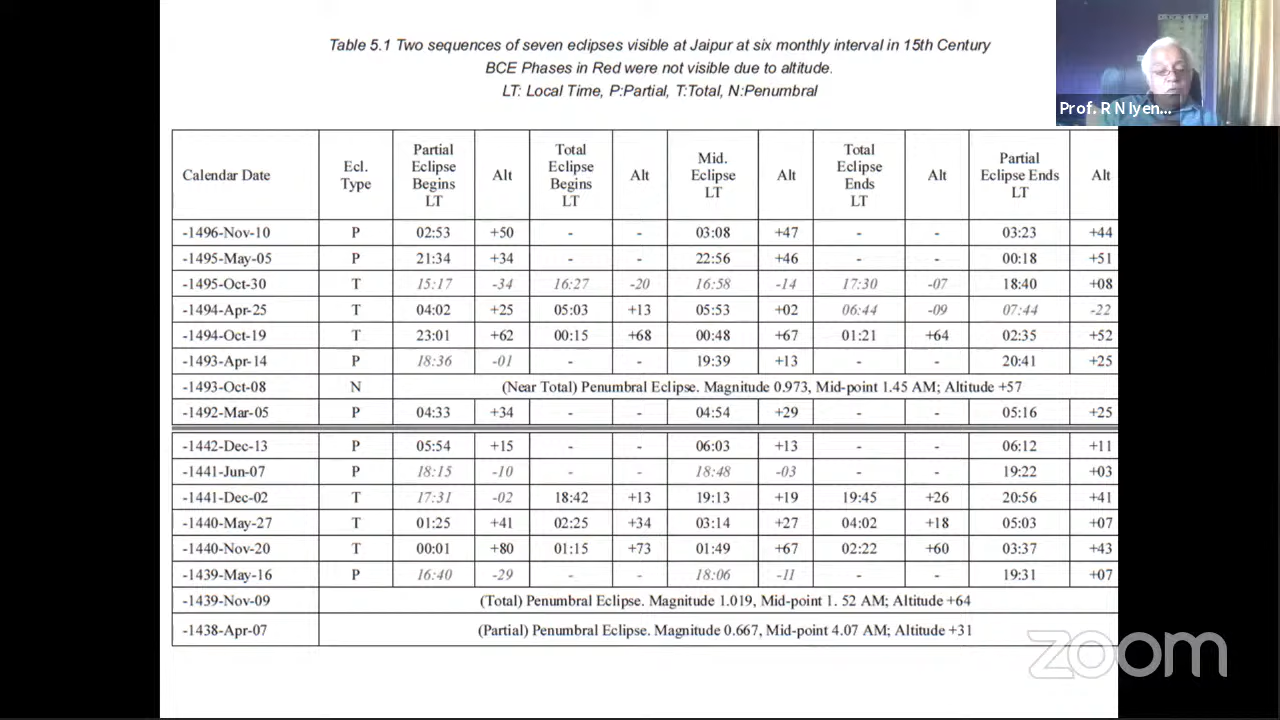 Table 5.1 Two sequences of seven eclipses visible at Jaipur at six monthly interval in 15th Century
BCE Phases in Red were not visible due to altitude.
LT: Local Time, P:Partial, T:Total, N:Penumbral
Prof. R N Iyen...
Calendar Date Ecl. Type Partial Eclipse Begins LT Alt Total Eclipse Begins LT Alt Mid. Eclipse LT Alt Total Eclipse Ends LT Alt Partial Eclipse Ends LT Alt
-1496-Nov-10 P 02:53 +50 - - 03:08 +47 - - 03:23 +44
-1495-May-05 P 21:34 +34 - - 22:56 +46 - - 00:18 +51
-1495-Oct-30 T 15:17 -34 16:27 -20 16:58 -14 17:30 -07 18:40 +08
-1494-Apr-25 T 04:02 +25 05:03 +13 05:53 +02 06:44 -09 07:44 -22
-1494-Oct-19 T 23:01 +62 00:15 +68 00:48 +67 01:21 +64 02:35 +52
-1493-Apr-14 P 18:36 -01 - - 19:39 +13 - - 20:41 +25
-1493-Oct-08 N (Near Total) Penumbral Eclipse. Magnitude 0.973, Mid-point 1.45 AM; Altitude +57
-1492-Mar-05 P 04:33 +34 - - 04:54 +29 - - 05:16 +25
-1442-Dec-13 P 05:54 +15 - - 06:03 +13 - - 06:12 +11
-1441-Jun-07 P 18:15 -10 - - 18:48 -03 - - 19:22 +03
-1441-Dec-02 T 17:31 -02 18:42 +13 19:13 +19 19:45 +26 20:56 +41
-1440-May-27 T 01:25 +41 02:25 +34 03:14 +27 04:02 +18 05:03 +07
-1440-Nov-20 T 00:01 +80 01:15 +73 01:49 +67 02:22 +60 03:37 +43
-1439-May-16 P 16:40 -29 - - 18:06 -11 - - 19:31 +07
-1439-Nov-09 (Total) Penumbral Eclipse. Magnitude 1.019, Mid-point 1. 52 AM; Altitude +64
-1438-Apr-07 (Partial) Penumbral Eclipse. Magnitude 0.667, Mid-point 4.07 AM; Altitude +31
zoom